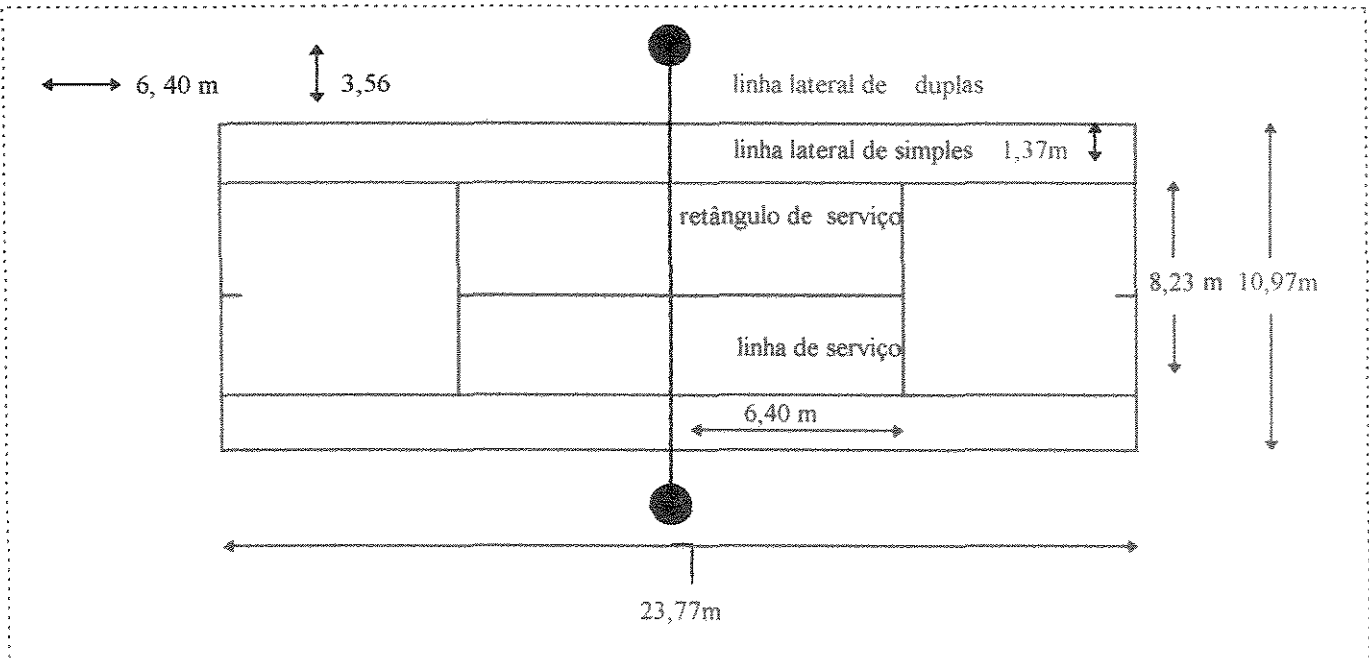 linha lateral de duplas
6, 40 m 3,56
linha lateral de simples 1,37m
retângulo de serviço
8,23 m 10,97m
linha de serviço
6,40 m
23,77m